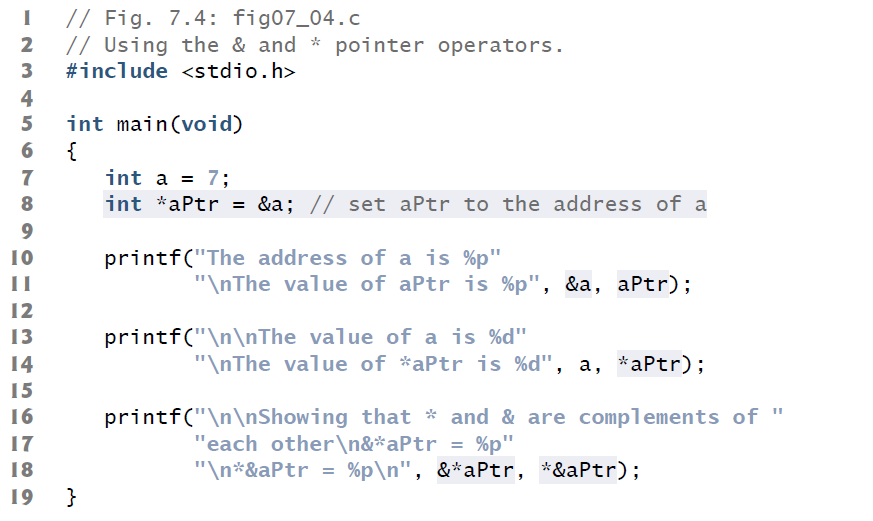 1 // Fig. 7.4: fig07_04.c
2 // Using the & and * pointer operators.
3 #include <stdio.h>
4
5 int main(void)
6 {
7    int a = 7;
8    int *aPtr = &a; // set aPtr to the address of a
9
10    printf("The address of a is %p"
11           "\nThe value of aPtr is %p", &a, aPtr);
12
13    printf("\n\nThe value of a is %d"
14           "\nThe value of *aPtr is %d", a, *aPtr);
15
16    printf("\n\nShowing that * and & are complements of "
17           "each other\n&*aPtr = %p"
18           "\n*&aPtr = %p\n", &*aPtr, *&aPtr);
19 }